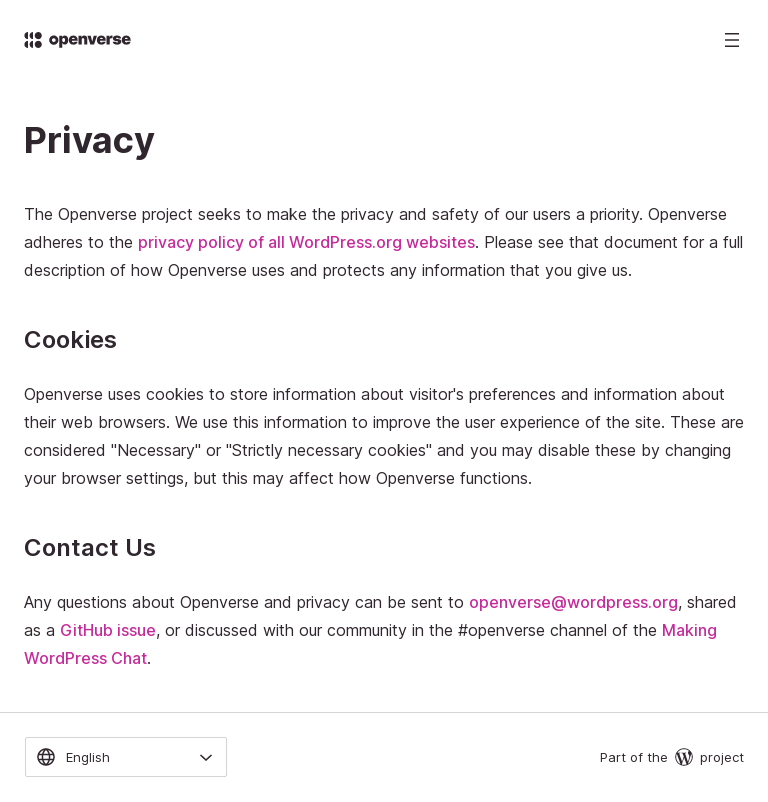 openverse
Privacy
The Openverse project seeks to make the privacy and safety of our users a priority. Openverse
adheres to the privacy policy of all WordPress.org websites. Please see that document for a full
description of how Openverse uses and protects any information that you give us.
Cookies
Openverse uses cookies to store information about visitor's preferences and information about
their web browsers. We use this information to improve the user experience of the site. These are
considered "Necessary" or "Strictly necessary cookies" and you may disable these by changing
your browser settings, but this may affect how Openverse functions.
Contact Us
Any questions about Openverse and privacy can be sent to openverse@wordpress.org, shared
as a GitHub issue, or discussed with our community in the #openverse channel of the Making
WordPress Chat.
English
Part of the project